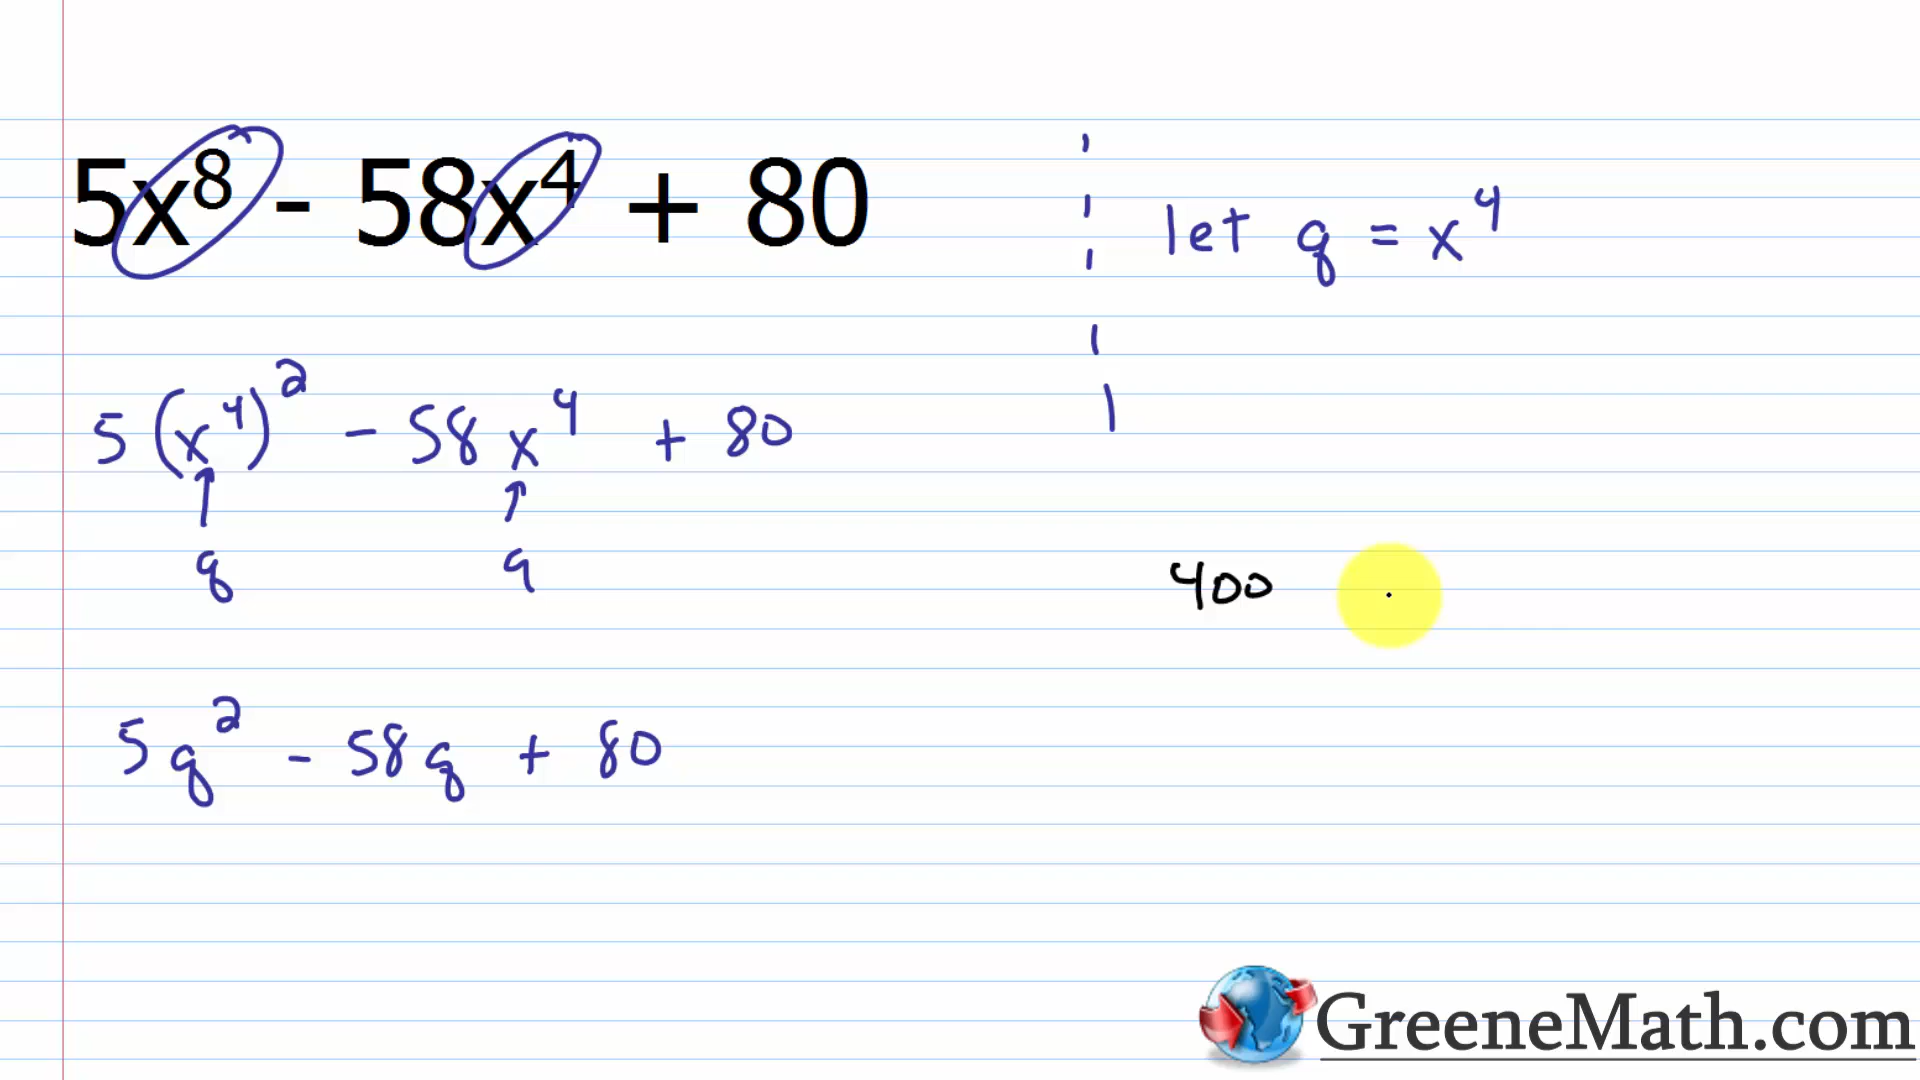 5x⁸ - 58x⁴ + 80
let q = x⁴
5(x⁴)² - 58x⁴ + 80
q q
400
5q² - 58q + 80
GreeneMath.com